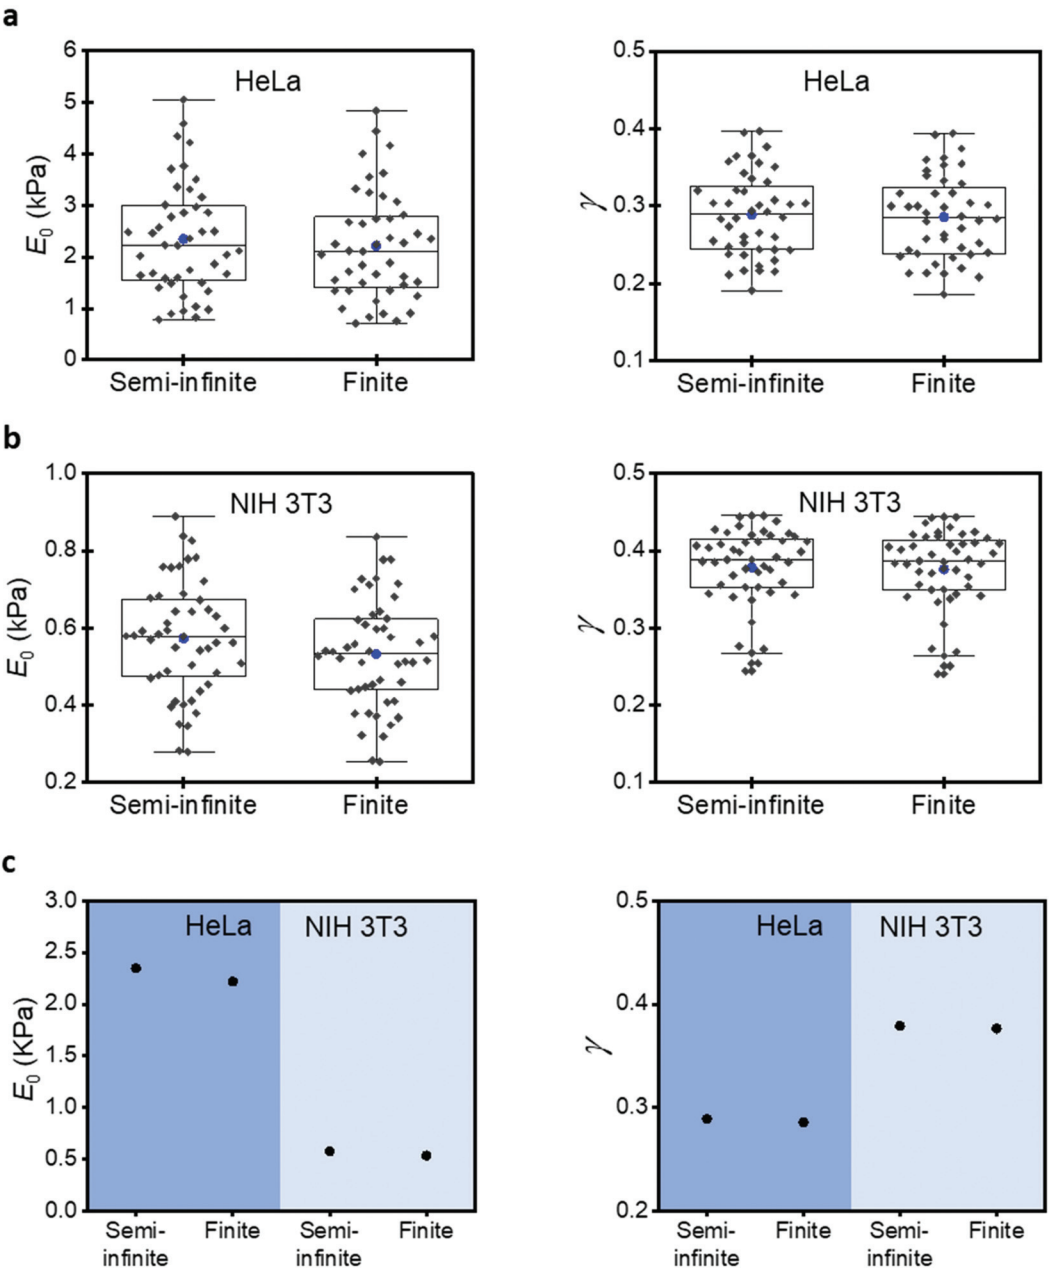 a
6
5
4
3
2
1
0
E0 (kPa)
HeLa
Semi-infinite
Finite
0.5
0.4
0.3
0.2
0.1
γ
HeLa
Semi-infinite
Finite
b
1.0
0.8
0.6
0.4
0.2
E0 (kPa)
NIH 3T3
Semi-infinite
Finite
0.5
0.4
0.3
0.2
0.1
γ
NIH 3T3
Semi-infinite
Finite
c
3.0
2.5
2.0
1.5
1.0
0.5
0.0
E0 (KPa)
HeLa
NIH 3T3
Semi-
infinite
Finite
Semi-
infinite
Finite
0.5
0.4
0.3
0.2
γ
HeLa
NIH 3T3
Semi-
infinite
Finite
Semi-
infinite
Finite